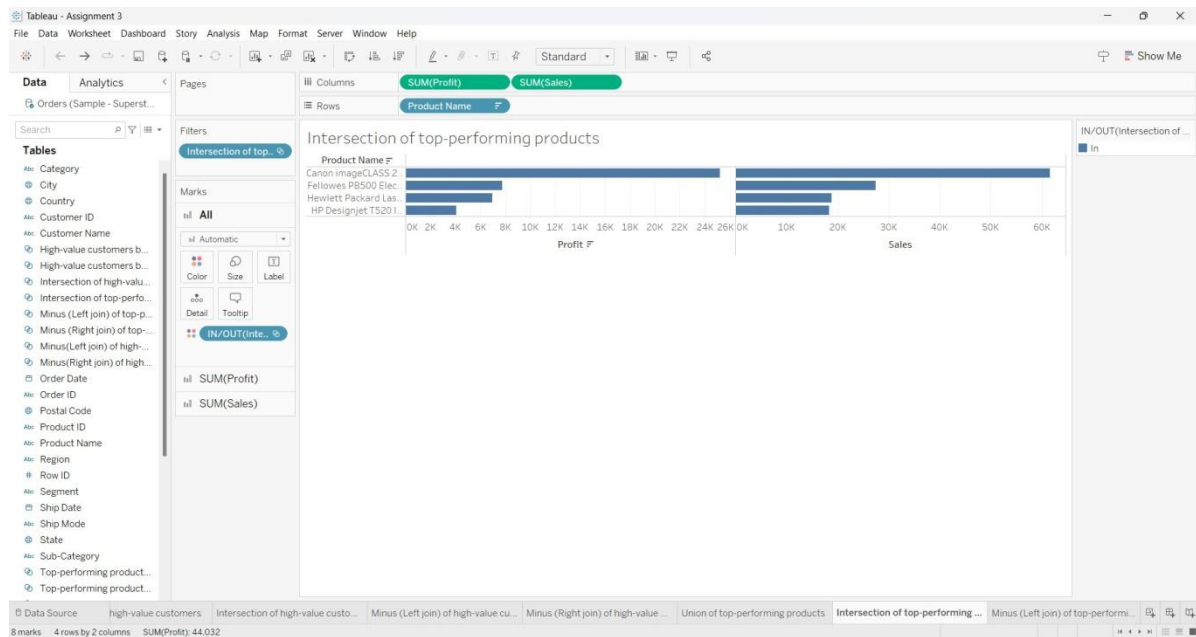 Tableau - Assignment 3
File Data Worksheet Dashboard Story Analysis Map Format Server Window Help
Standard
Show Me
Data Analytics
Orders (Sample - Superst...
Search
Tables
Abc Category
City
Country
Abc Customer ID
Abc Customer Name
High-value customers b...
High-value customers b...
Intersection of high-valu...
Intersection of top-perfo...
Minus (Left join) of top-p...
Minus (Right join) of top-...
Minus(Left join) of high-...
Minus(Right join) of high...
Order Date
Abc Order ID
Postal Code
Abc Product ID
Abc Product Name
Abc Region
# Row ID
Abc Segment
Ship Date
Abc Ship Mode
State
Abc Sub-Category
Top-performing product...
Top-performing product...
Pages
Filters
Intersection of top..
Marks
All
Automatic
Color Size Label
Detail Tooltip
IN/OUT(Inte..
SUM(Profit)
SUM(Sales)
Columns SUM(Profit) SUM(Sales)
Rows Product Name
Intersection of top-performing products
Product Name
Canon imageCLASS 2..
Fellowes PB500 Elec..
Hewlett Packard Las..
HP Designjet T520 I..
0K 2K 4K 6K 8K 10K 12K 14K 16K 18K 20K 22K 24K 26K 0K 10K 20K 30K 40K 50K 60K
Profit Sales
IN/OUT(Intersection of ...
In
Data Source high-value customers Intersection of high-value custo... Minus (Left join) of high-value cu... Minus (Right join) of high-value ... Union of top-performing products Intersection of top-performing ... Minus (Left join) of top-performi...
8 marks 4 rows by 2 columns SUM(Profit): 44,032